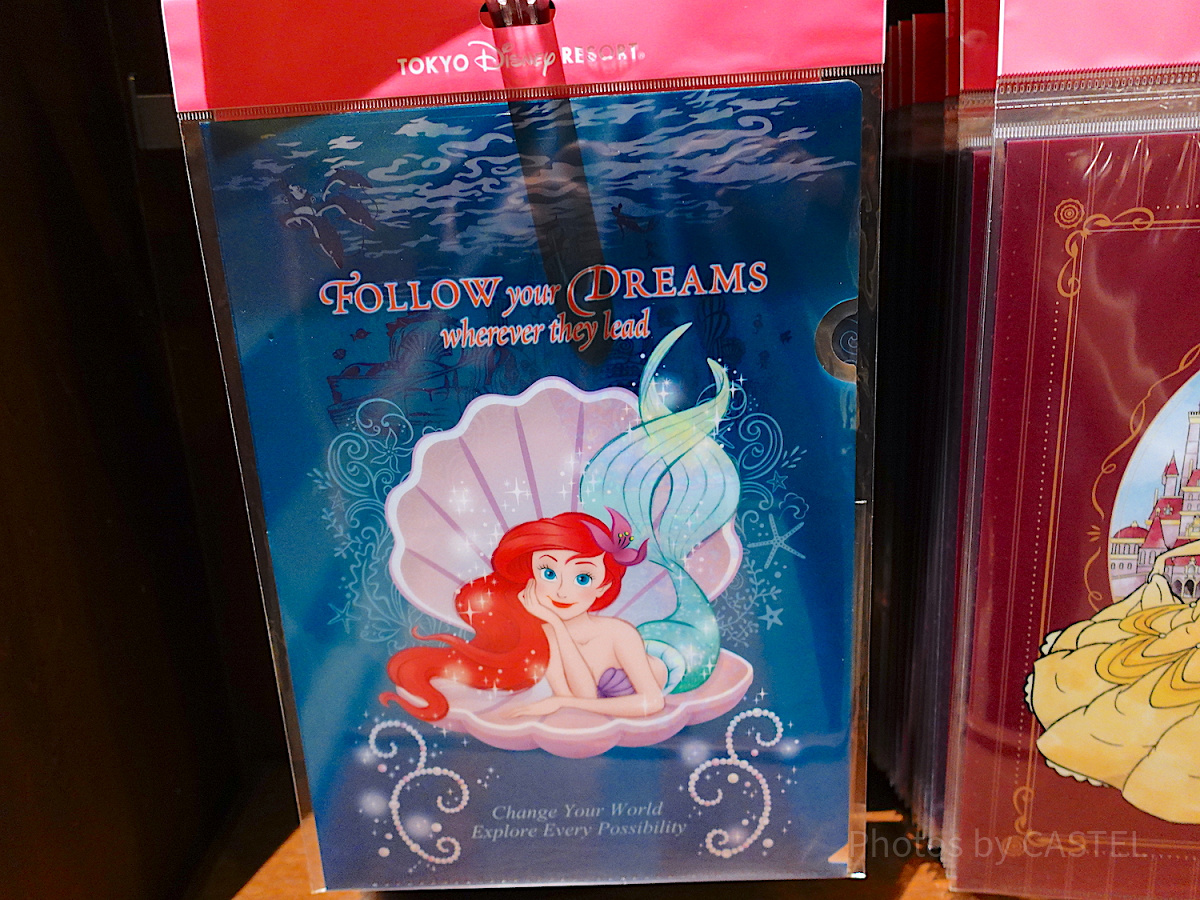 TOKYO Disney RESORT®
FOLLOW your DREAMS
wherever they lead
Change Your World
Explore Every Possibility
Photos by CASTEL